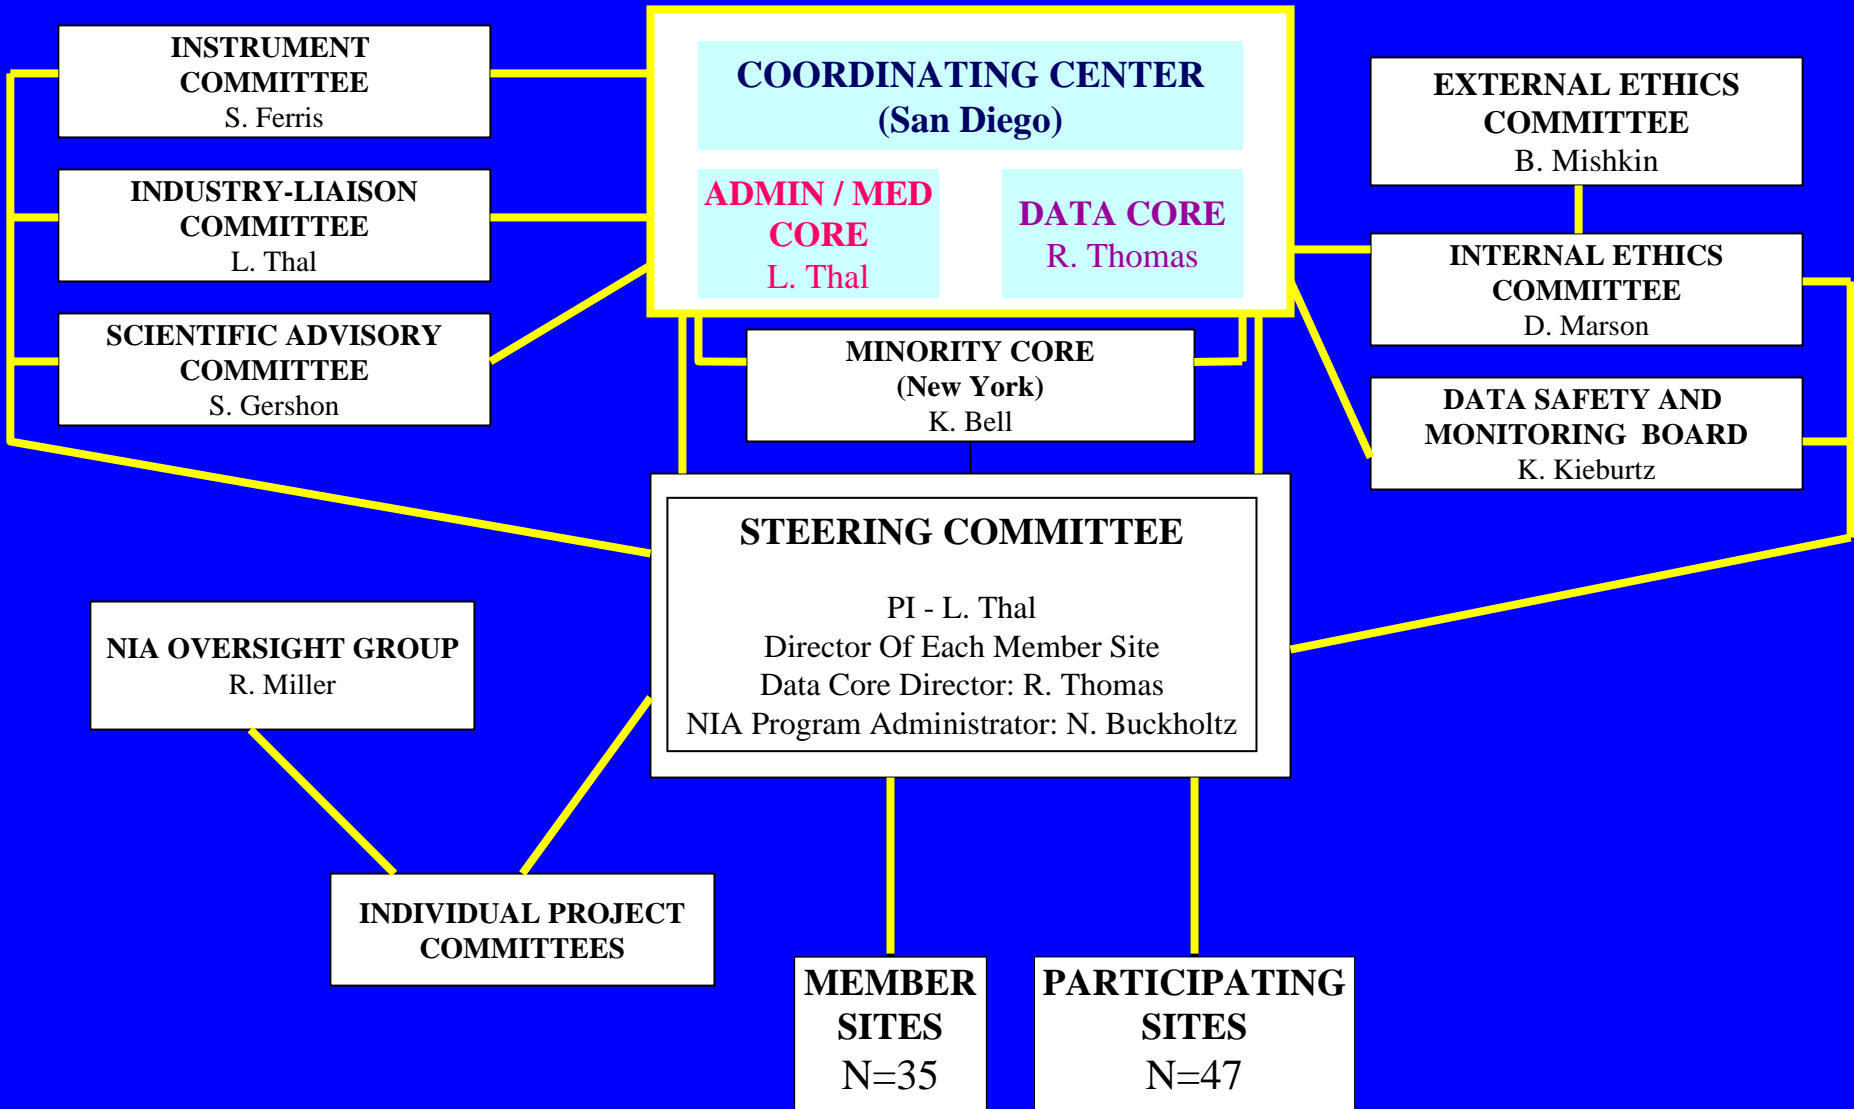 INSTRUMENT
COMMITTEE
S. Ferris
INDUSTRY-LIAISON
COMMITTEE
L. Thal
SCIENTIFIC ADVISORY
COMMITTEE
S. Gershon
COORDINATING CENTER
(San Diego)
ADMIN / MED
CORE
L. Thal
DATA CORE
R. Thomas
MINORITY CORE
(New York)
K. Bell
EXTERNAL ETHICS
COMMITTEE
B. Mishkin
INTERNAL ETHICS
COMMITTEE
D. Marson
DATA SAFETY AND
MONITORING BOARD
K. Kieburtz
STEERING COMMITTEE
PI - L. Thal
Director Of Each Member Site
Data Core Director: R. Thomas
NIA Program Administrator: N. Buckholtz
NIA OVERSIGHT GROUP
R. Miller
INDIVIDUAL PROJECT
COMMITTEES
MEMBER
SITES
N=35
PARTICIPATING
SITES
N=47